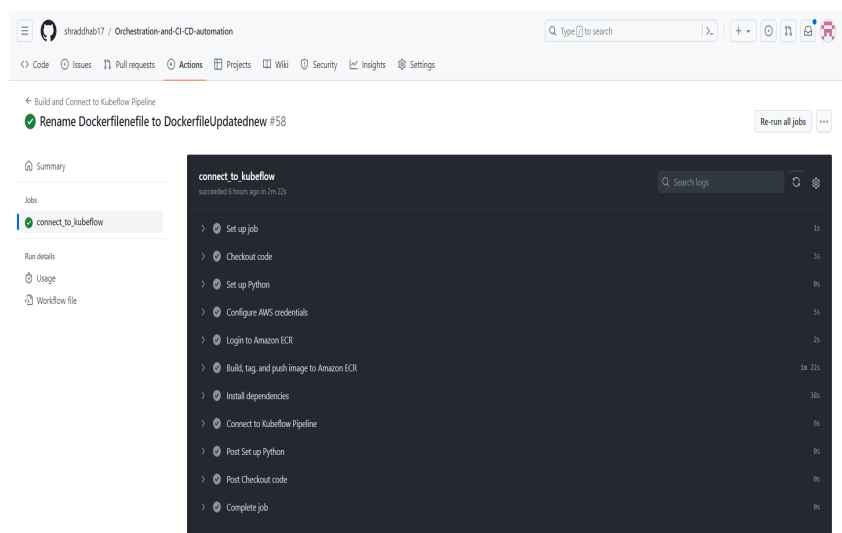 shraddhab17 / Orchestration-and-CI-CD-automation
Type / to search
Code Issues Pull requests Actions Projects Wiki Security Insights Settings
Build and Connect to Kubeflow Pipeline
Rename Dockerfilenefile to DockerfileUpdatednew #58
Re-run all jobs
Summary
Jobs
connect_to_kubeflow
Run details
Usage
Workflow file
connect_to_kubeflow
succeeded 6 hours ago in 2m 22s
Search logs
Set up job 1s
Checkout code 3s
Set up Python 0s
Configure AWS credentials 5s
Login to Amazon ECR 2s
Build, tag, and push image to Amazon ECR 1m 22s
Install dependencies 38s
Connect to Kubeflow Pipeline 6s
Post Set up Python 0s
Post Checkout code 0s
Complete job 0s